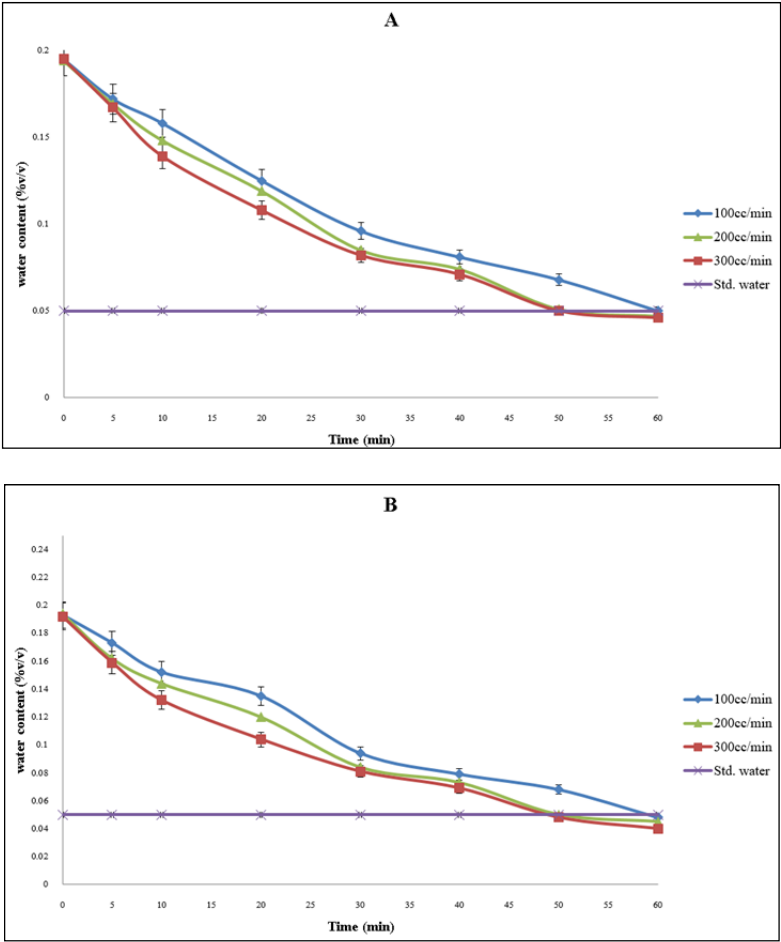 A
water content (%v/v)
0.2
0.15
0.1
0.05
0
0 5 10 15 20 25 30 35 40 45 50 55 60
Time (min)
100cc/min
200cc/min
300cc/min
Std. water
B
water content (%v/v)
0.24
0.22
0.2
0.18
0.16
0.14
0.12
0.1
0.08
0.06
0.04
0.02
0
0 5 10 15 20 25 30 35 40 45 50 55 60
Time (min)
100cc/min
200cc/min
300cc/min
Std. water